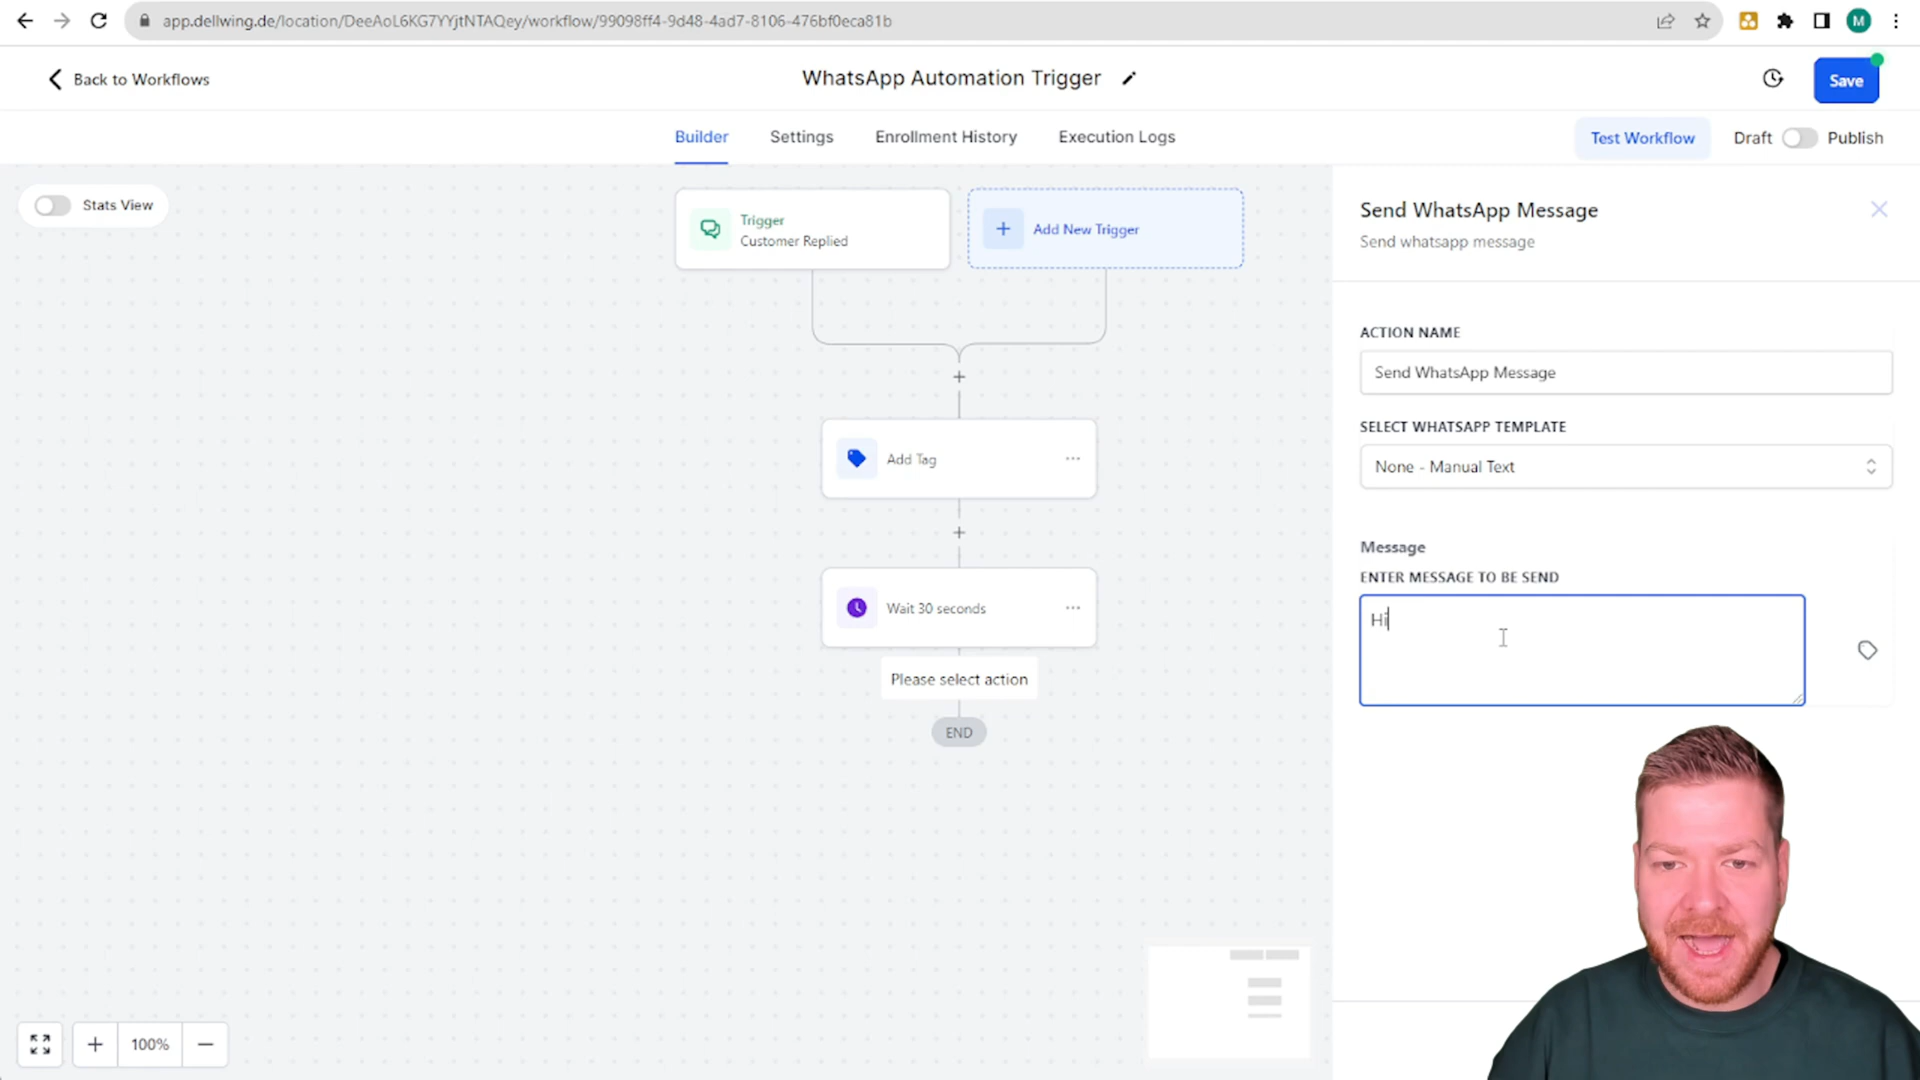 app.dellwing.de/location/DeeAoL6KG7YYjtNTAQey/workflow/99098ff4-9d48-4ad7-8106-476bf0eca81b
M
Back to Workflows
WhatsApp Automation Trigger
Save
Builder
Settings
Enrollment History
Execution Logs
Test Workflow
Draft
Publish
Stats View
Trigger
Customer Replied
Add New Trigger
Add Tag
Wait 30 seconds
Please select action
END
100%
Send WhatsApp Message
Send whatsapp message
ACTION NAME
Send WhatsApp Message
SELECT WHATSAPP TEMPLATE
None - Manual Text
Message
ENTER MESSAGE TO BE SEND
Hi